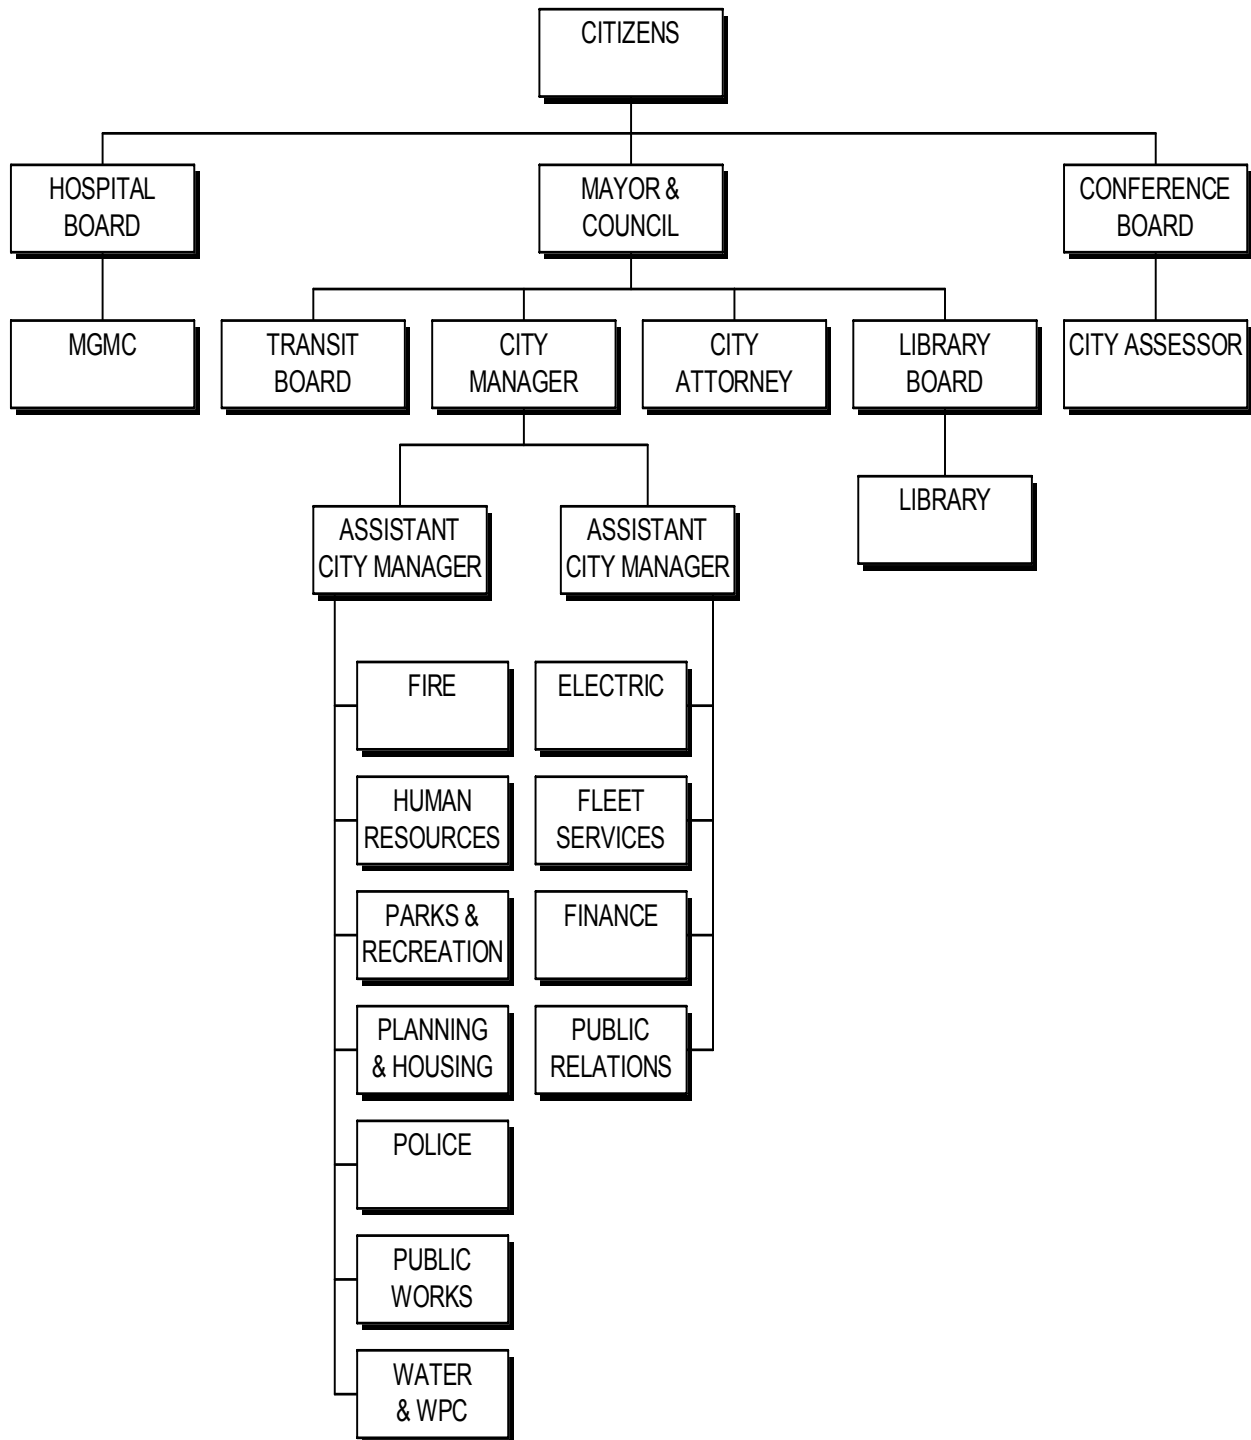 CITIZENS
HOSPITAL
BOARD
MAYOR &
COUNCIL
CONFERENCE
BOARD
MGMC
TRANSIT
BOARD
CITY
MANAGER
CITY
ATTORNEY
LIBRARY
BOARD
CITY ASSESSOR
LIBRARY
ASSISTANT
CITY MANAGER
ASSISTANT
CITY MANAGER
FIRE
ELECTRIC
HUMAN
RESOURCES
FLEET
SERVICES
PARKS &
RECREATION
FINANCE
PLANNING
& HOUSING
PUBLIC
RELATIONS
POLICE
PUBLIC
WORKS
WATER
& WPC